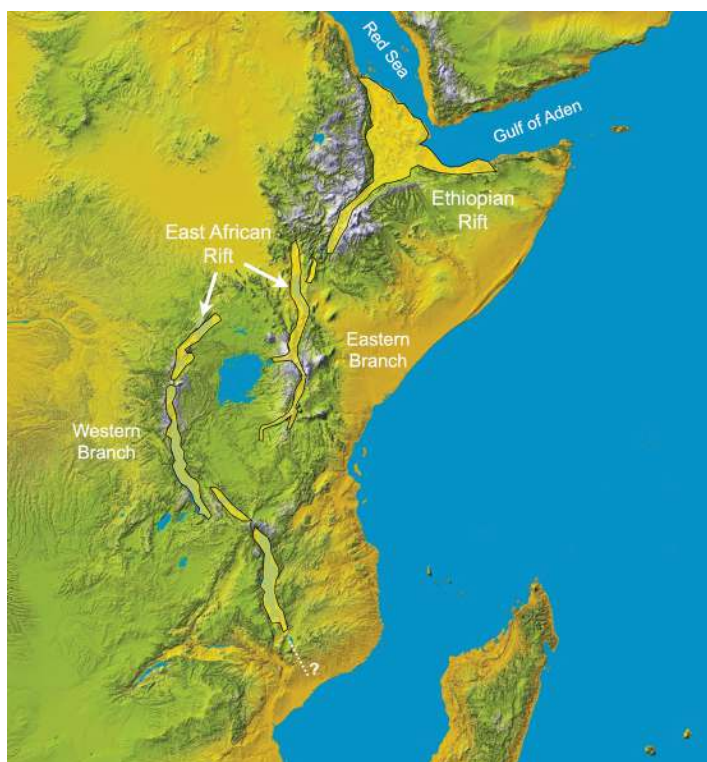 Red Sea
Gulf of Aden
Ethiopian
Rift
East African
Rift
Eastern
Branch
Western
Branch
?